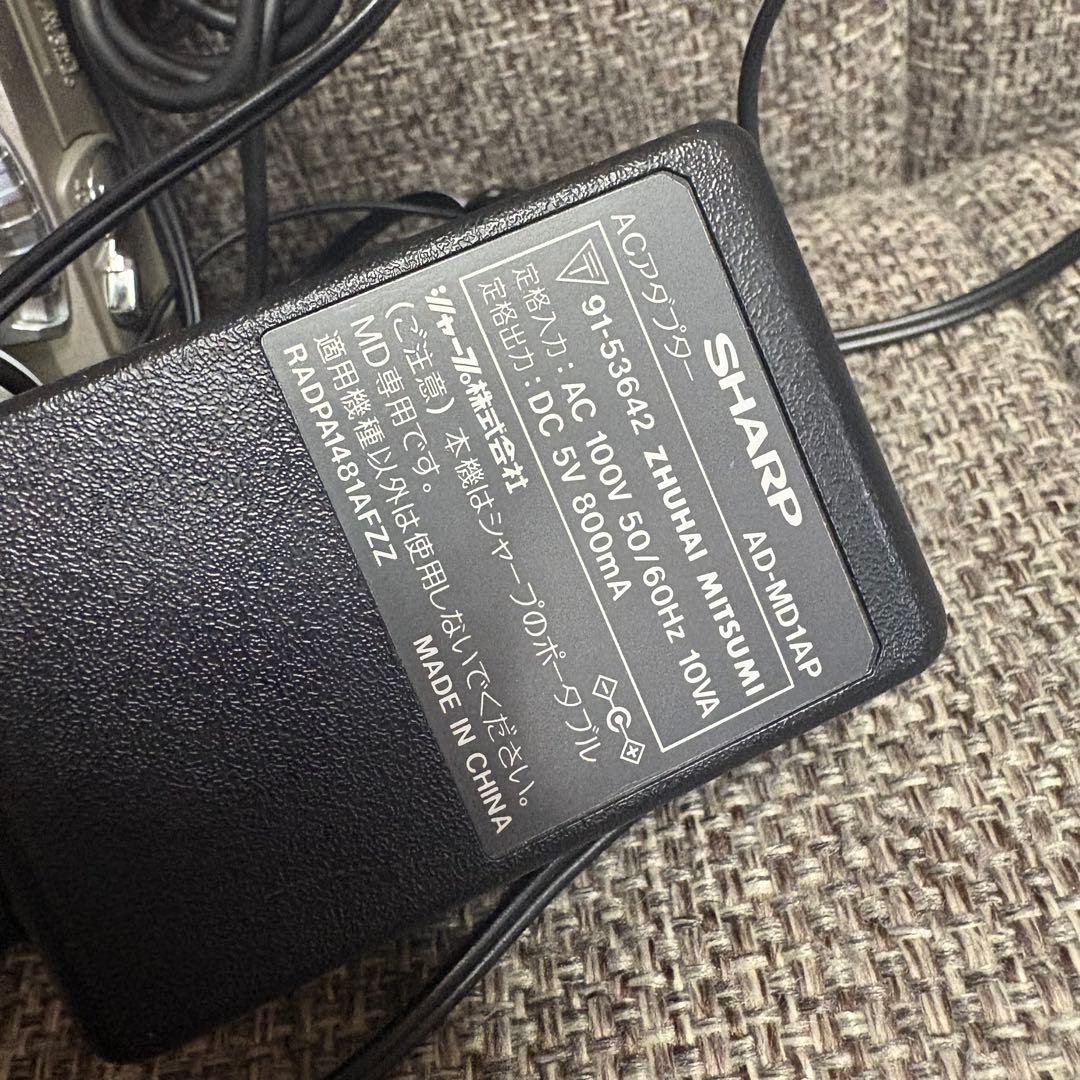 SHARP AD-MD1AP
ACアダプター
T 91-53642 ZHUHAI MITSUMI
定格入力：AC 100V 50/60Hz 10VA
定格出力：DC 5V 800mA
シャープ株式会社
（ご注意）本機はシャープのポータブル
MD専用です。
適用機種以外は使用しないでください。
RADPA1481AFZZ MADE IN CHINA